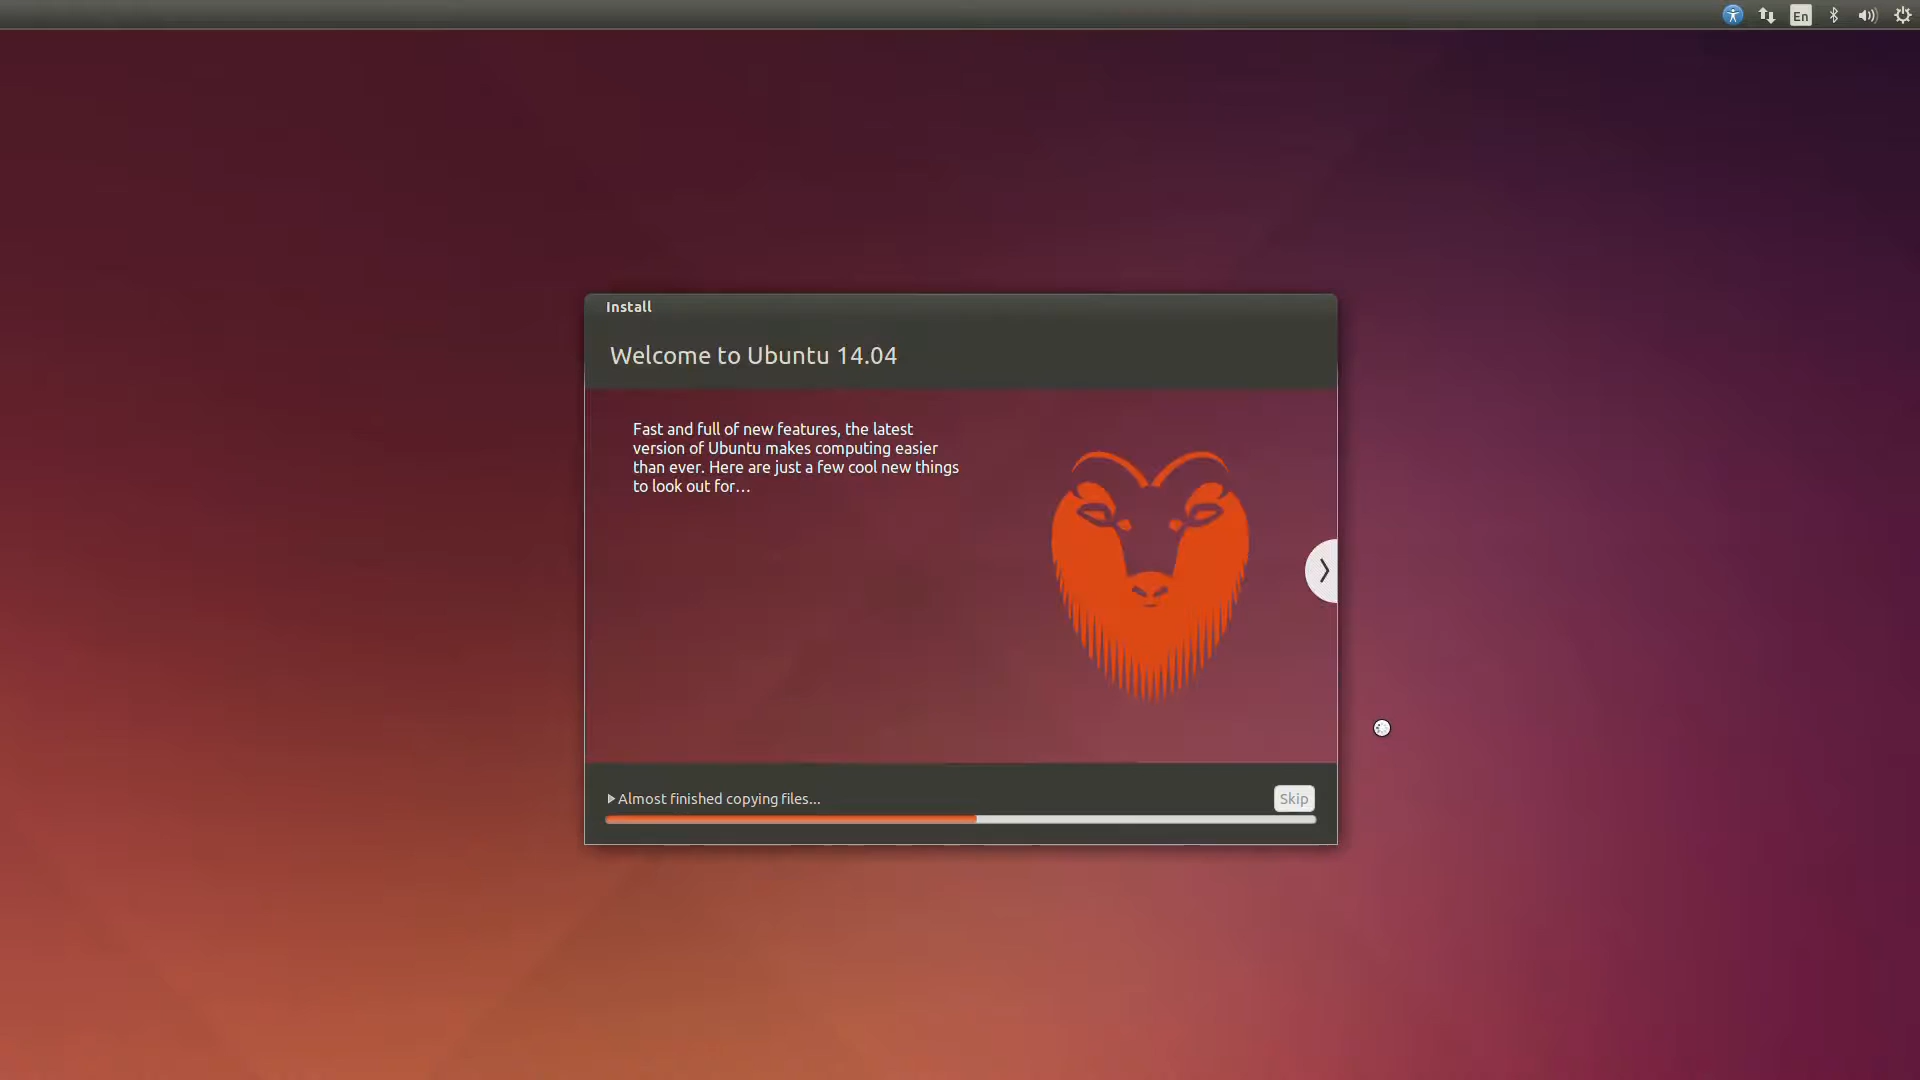 En
Install
Welcome to Ubuntu 14.04
Fast and full of new features, the latest
version of Ubuntu makes computing easier
than ever. Here are just a few cool new things
to look out for…
Almost finished copying files...
Skip